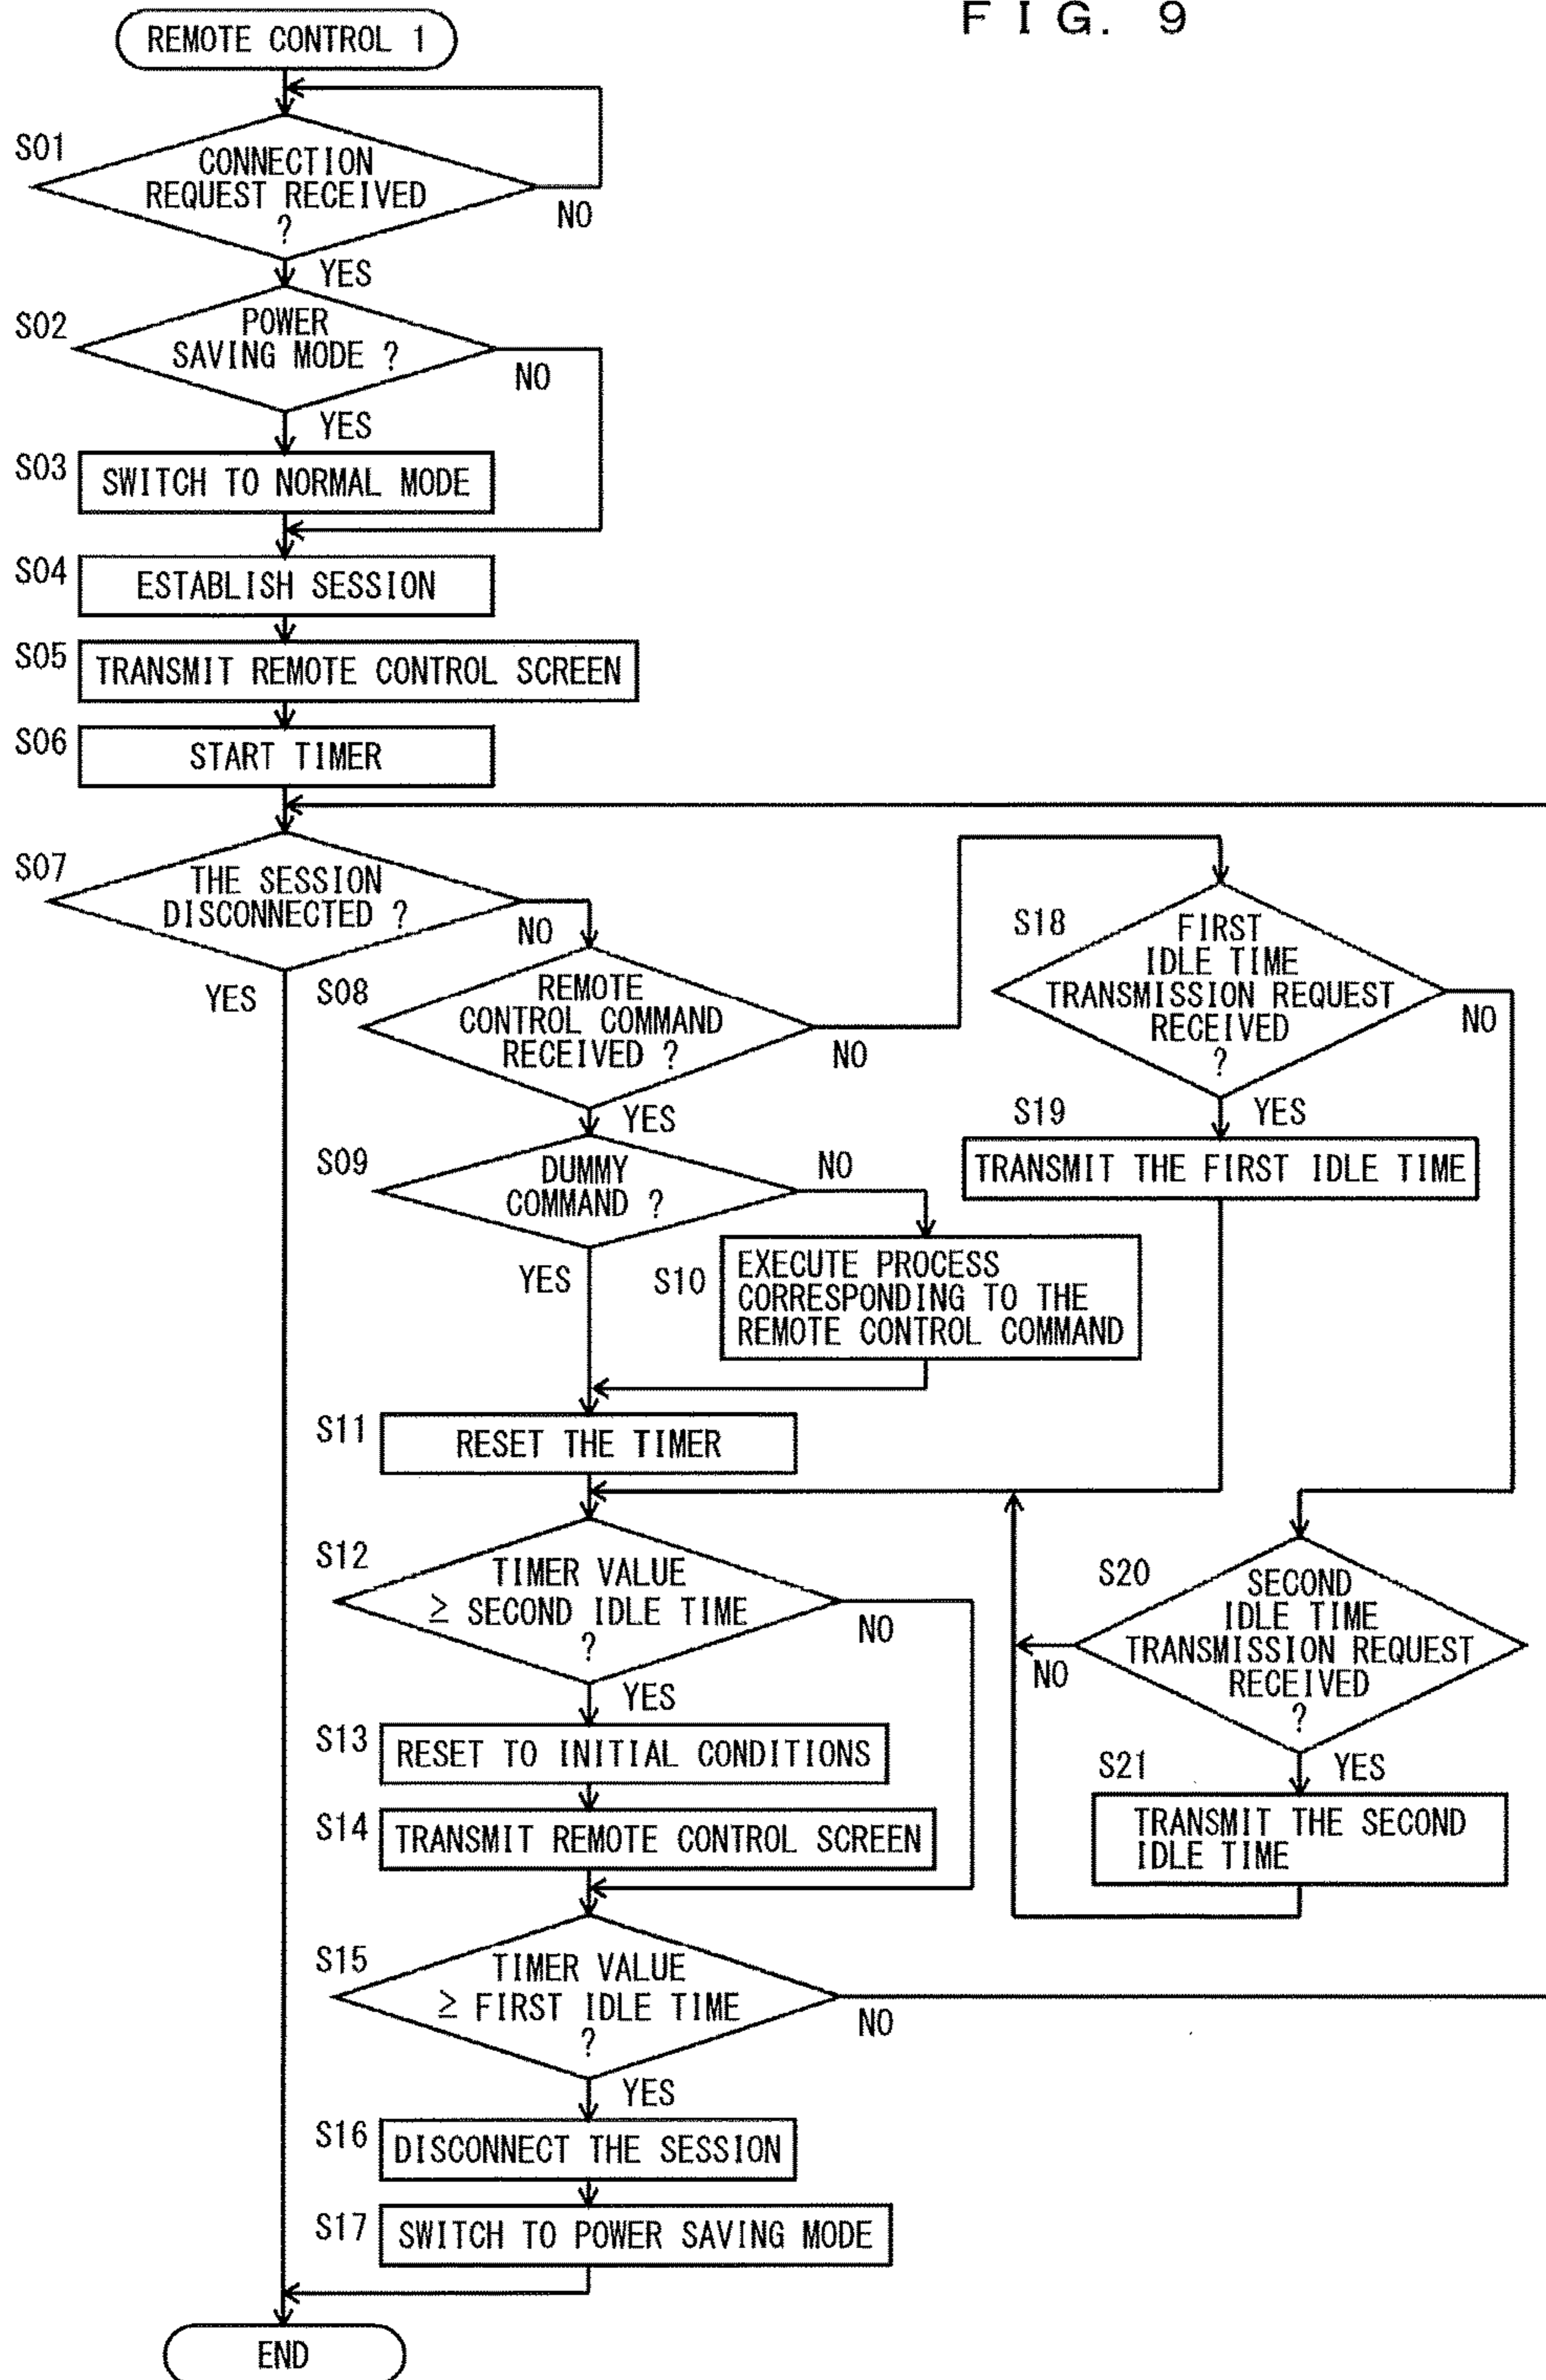 FIG. 9
REMOTE CONTROL 1
S01
CONNECTION
REQUEST RECEIVED
?
NO
YES
S02
POWER
SAVING MODE ?
NO
YES
S03
SWITCH TO NORMAL MODE
S04
ESTABLISH SESSION
S05
TRANSMIT REMOTE CONTROL SCREEN
S06
START TIMER
S07
THE SESSION
DISCONNECTED ?
NO
YES
S08
REMOTE
CONTROL COMMAND
RECEIVED ?
NO
YES
S09
DUMMY
COMMAND ?
NO
YES
S10
EXECUTE PROCESS
CORRESPONDING TO THE
REMOTE CONTROL COMMAND
S11
RESET THE TIMER
S12
TIMER VALUE
≥ SECOND IDLE TIME
?
NO
YES
S13
RESET TO INITIAL CONDITIONS
S14
TRANSMIT REMOTE CONTROL SCREEN
S15
TIMER VALUE
≥ FIRST IDLE TIME
?
NO
YES
S16
DISCONNECT THE SESSION
S17
SWITCH TO POWER SAVING MODE
END
S18
FIRST
IDLE TIME
TRANSMISSION REQUEST
RECEIVED
?
NO
YES
S19
TRANSMIT THE FIRST IDLE TIME
S20
SECOND
IDLE TIME
TRANSMISSION REQUEST
RECEIVED
?
NO
YES
S21
TRANSMIT THE SECOND
IDLE TIME